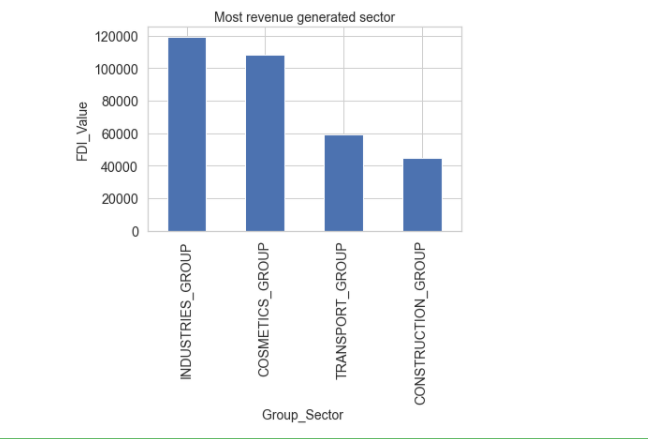 Most revenue generated sector
120000
100000
80000
60000
40000
20000
0
FDI_Value
INDUSTRIES_GROUP
COSMETICS_GROUP
TRANSPORT_GROUP
CONSTRUCTION_GROUP
Group_Sector